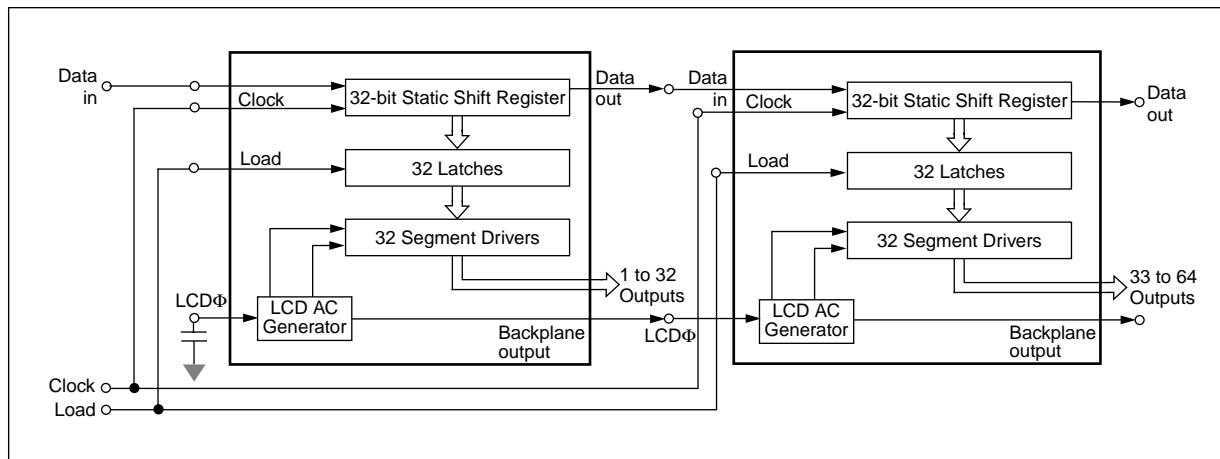 Data
in
Clock
32-bit Static Shift Register
Data
out
Load
32 Latches
32 Segment Drivers
1 to 32
Outputs
LCDΦ
LCD AC
Generator
Backplane
output
LCDΦ
Data
in
Clock
32-bit Static Shift Register
Data
out
Load
32 Latches
32 Segment Drivers
33 to 64
Outputs
LCD AC
Generator
Backplane
output
Clock
Load